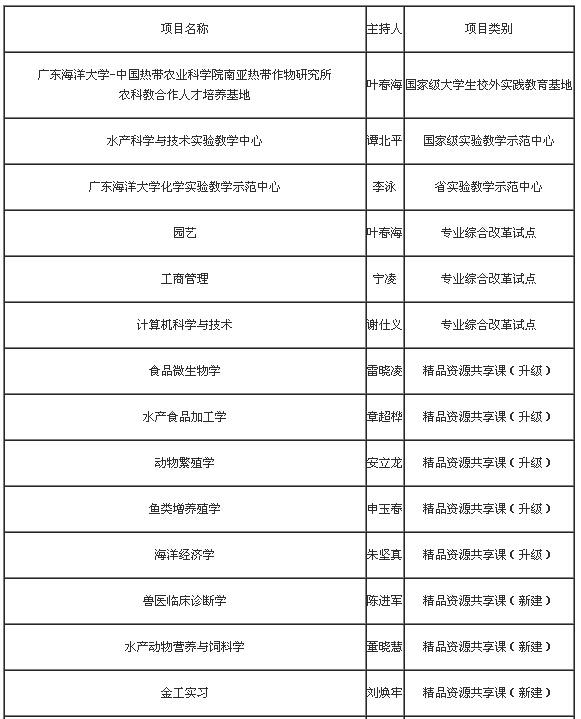 项目名称 主持人 项目类别
广东海洋大学-中国热带农业科学院南亚热带作物研究所
农科教合作人才培养基地 叶春海 国家级大学生校外实践教育基地
水产科学与技术实验教学中心 谭北平 国家级实验教学示范中心
广东海洋大学化学实验教学示范中心 李泳 省实验教学示范中心
园艺 叶春海 专业综合改革试点
工商管理 宁凌 专业综合改革试点
计算机科学与技术 谢仕义 专业综合改革试点
食品微生物学 雷晓凌 精品资源共享课（升级）
水产食品加工学 章超桦 精品资源共享课（升级）
动物繁殖学 安立龙 精品资源共享课（升级）
鱼类增养殖学 申玉春 精品资源共享课（升级）
海洋经济学 朱坚真 精品资源共享课（升级）
兽医临床诊断学 陈进军 精品资源共享课（新建）
水产动物营养与饲料学 董晓慧 精品资源共享课（新建）
金工实习 刘焕牢 精品资源共享课（新建）